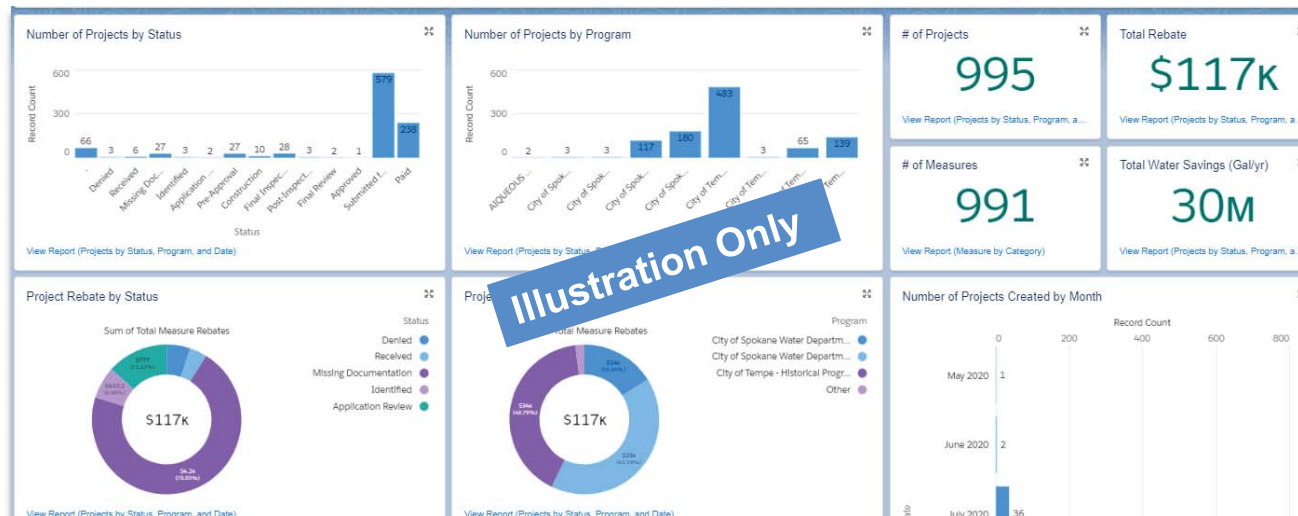 Number of Projects by Status
600
300
0
Record Count
66
3
6
27
3
2
27
10
28
3
2
1
579
238
-
Denied
Received
Missing Doc...
Identified
Application ...
Pre-Approval
Construction
Final Inspec...
Post-Inspect...
Final Review
Approved
Submitted f...
Paid
Status
View Report (Projects by Status, Program, and Date)
Number of Projects by Program
600
300
0
Record Count
2
3
3
117
180
483
3
65
139
AIQUEOUS ...
City of Spok...
City of Spok...
City of Spok...
City of Spok...
City of Tem...
Tem...
Tem...
View Report (Projects by Status,
# of Projects
995
View Report (Projects by Status, Program, a...
Total Rebate
$117K
View Report (Projects by Status, Program, a...
# of Measures
991
View Report (Measure by Category)
Total Water Savings (Gal/yr)
30M
View Report (Projects by Status, Program, a...
Illustration Only
Project Rebate by Status
Sum of Total Measure Rebates
$117K
Status
Denied
Received
Missing Documentation
Identified
Application Review
View Report (Projects by Status, Program, and Date)
Total Measure Rebates
$117K
Program
City of Spokane Water Departm...
City of Spokane Water Departm...
City of Tempe - Historical Progr...
Other
View Report (Projects by Status, Program, and Date)
Number of Projects Created by Month
Record Count
0
200
400
600
800
May 2020
1
June 2020
2
July 2020
36